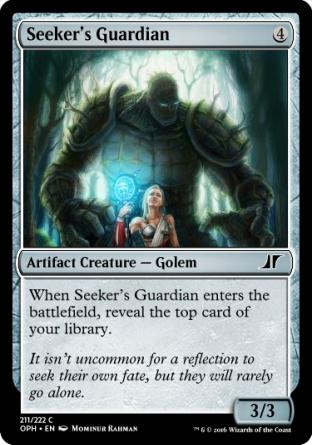 Seeker's Guardian 4
Artifact Creature — Golem
When Seeker's Guardian enters the
battlefield, reveal the top card of
your library.
It isn't uncommon for a reflection to
seek their own fate, but they will rarely
go alone.
3/3
211/222 C
OPH • EN Mominur Rahman
™ & © 2016 Wizards of the Coast